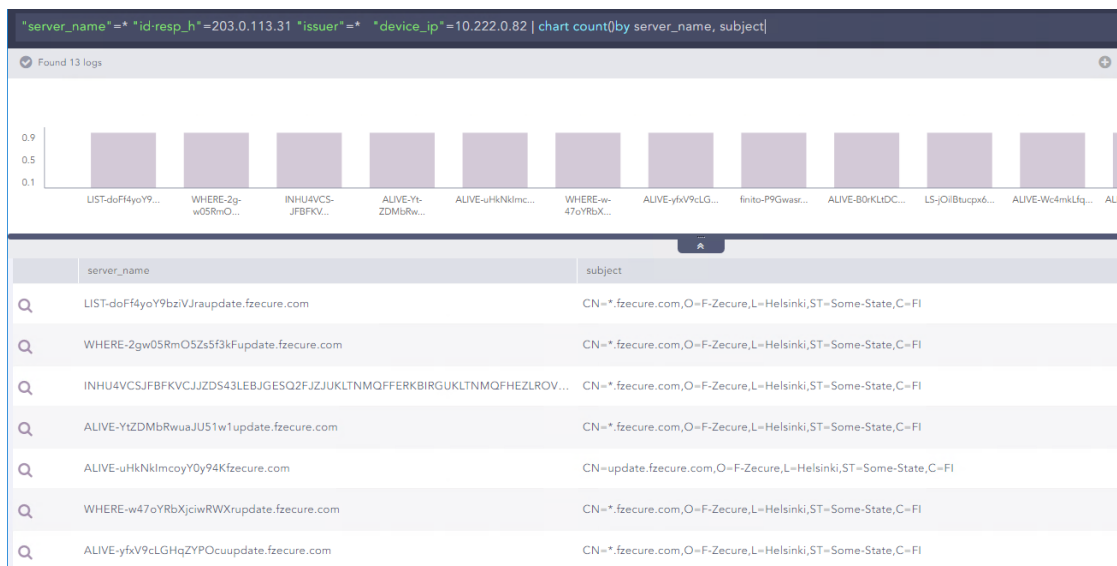 "server_name"=* "id·resp_h"=203.0.113.31 "issuer"=* "device_ip"=10.222.0.82 | chart count()by server_name, subject
Found 13 logs
0.9
0.5
0.1
LIST-doFf4yoY9...
WHERE-2g-
w05RmO...
INHU4VCS-
JFBFKV...
ALIVE-Yt-
ZDMbRw...
ALIVE-uHkNkImc...
WHERE-w-
47oYRbX...
ALIVE-yfxV9cLG...
finito-P9Gwasr...
ALIVE-B0rKLtDC...
LS-jOilBtucpx6...
ALIVE-Wc4mkLfq...
AL
server_name subject
LIST-doFf4yoY9bziVJraupdate.fzecure.com CN=*.fzecure.com,O=F-Zecure,L=Helsinki,ST=Some-State,C=FI
WHERE-2gw05RmO5Zs5f3kFupdate.fzecure.com CN=*.fzecure.com,O=F-Zecure,L=Helsinki,ST=Some-State,C=FI
INHU4VCSJFBFKVCJJZDS43LEBJGESQ2FJZJUKLTNMQFFERKBIRGUKLTNMQFHEZLROV... CN=*.fzecure.com,O=F-Zecure,L=Helsinki,ST=Some-State,C=FI
ALIVE-YtZDMbRwuaJU51w1update.fzecure.com CN=*.fzecure.com,O=F-Zecure,L=Helsinki,ST=Some-State,C=FI
ALIVE-uHkNkImcoyY0y94Kfzecure.com CN=update.fzecure.com,O=F-Zecure,L=Helsinki,ST=Some-State,C=FI
WHERE-w47oYRbXjciwRWXrupdate.fzecure.com CN=*.fzecure.com,O=F-Zecure,L=Helsinki,ST=Some-State,C=FI
ALIVE-yfxV9cLGHqZYPOcuupdate.fzecure.com CN=*.fzecure.com,O=F-Zecure,L=Helsinki,ST=Some-State,C=FI